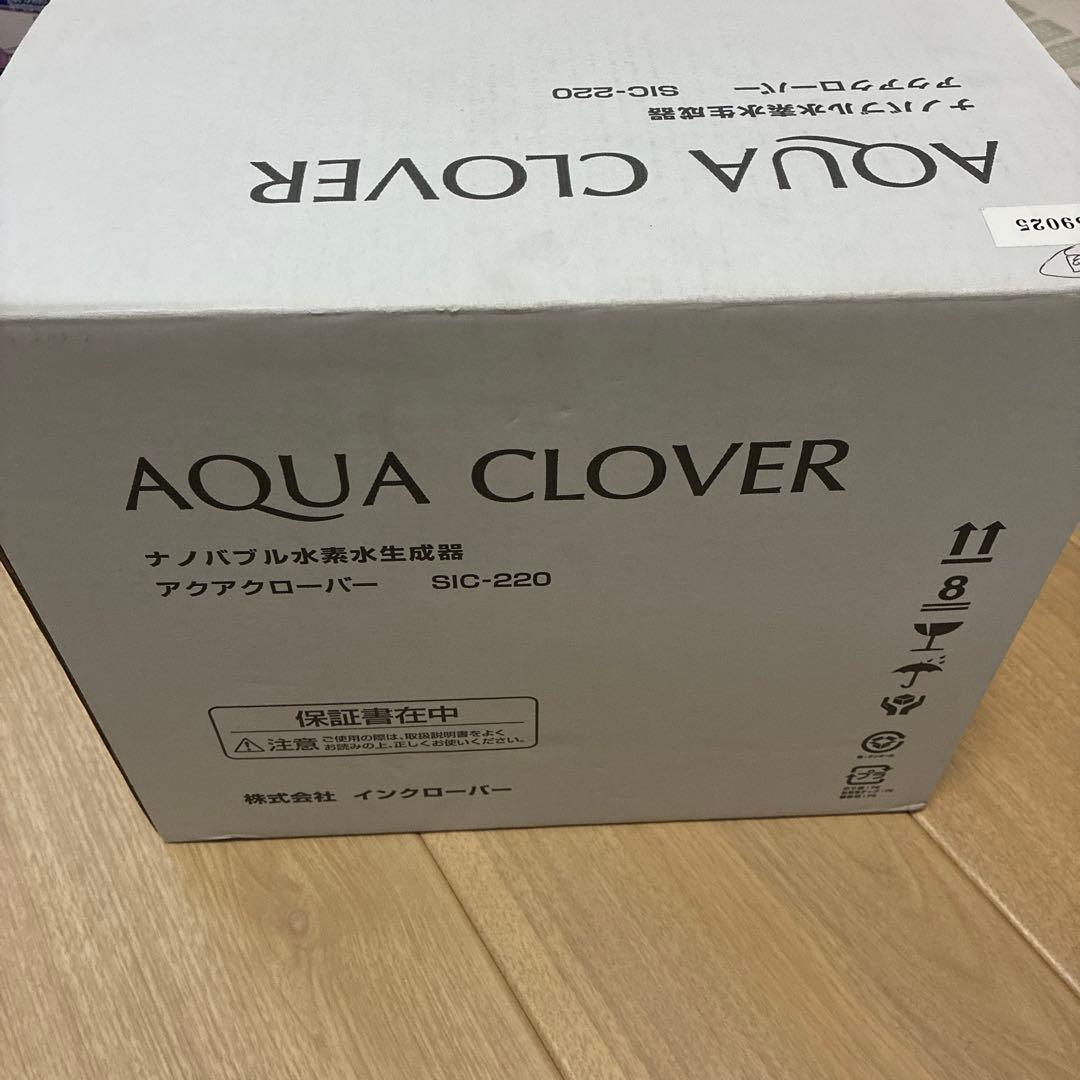 AQUA CLOVER
ナノバブル水素水生成器
アクアクローバー SIC-220
9025
AQUA CLOVER
ナノバブル水素水生成器
アクアクローバー SIC-220
8
保証書在中
注意 ご使用の際は、取扱説明書をよく
お読みの上、正しくお使いください。
株式会社 インクローバー
プラ